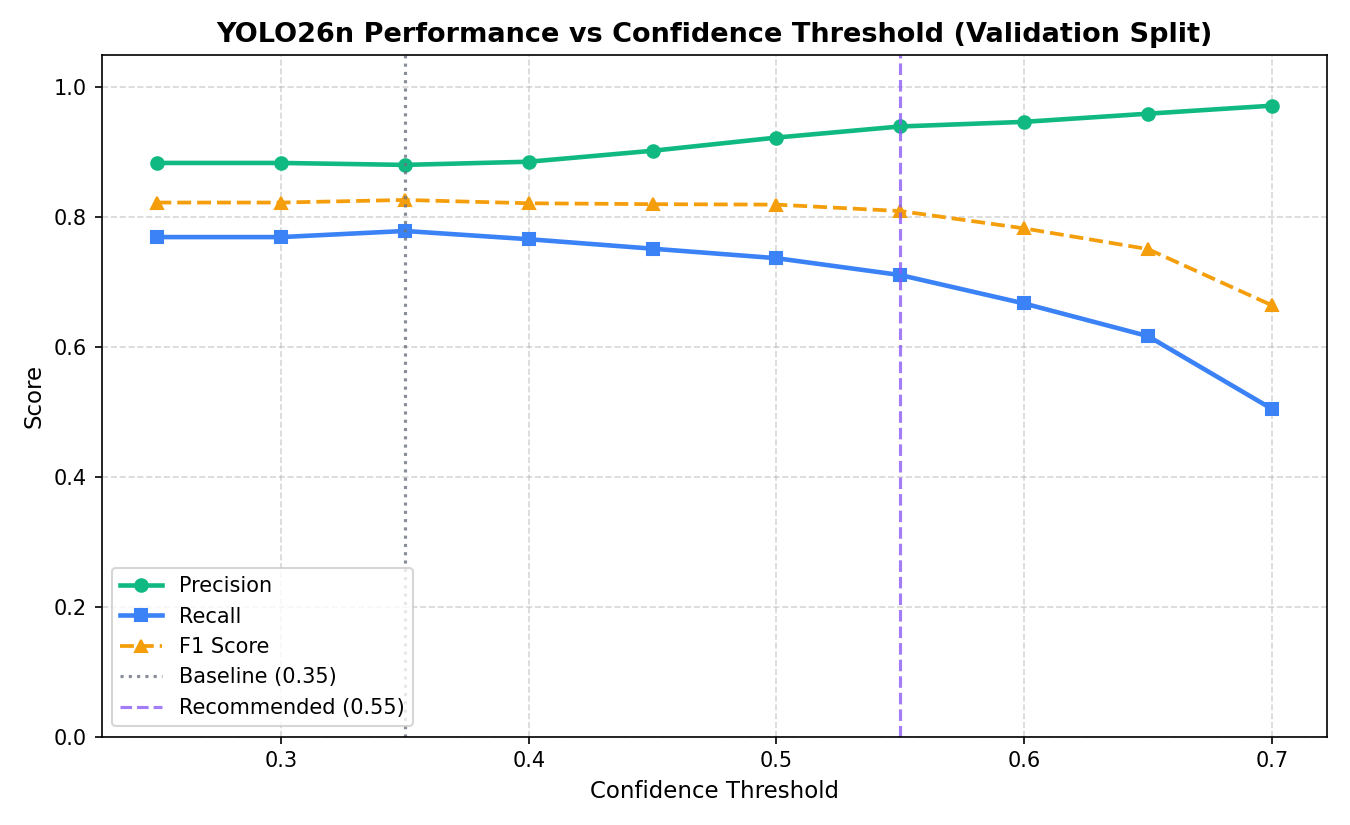 YOLO26n Performance vs Confidence Threshold (Validation Split)
1.0
0.8
0.6
0.4
0.2
0.0
Score
Precision
Recall
F1 Score
Baseline (0.35)
Recommended (0.55)
0.3 0.4 0.5 0.6 0.7
Confidence Threshold